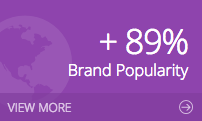 + 89%
Brand Popularity
VIEW MORE